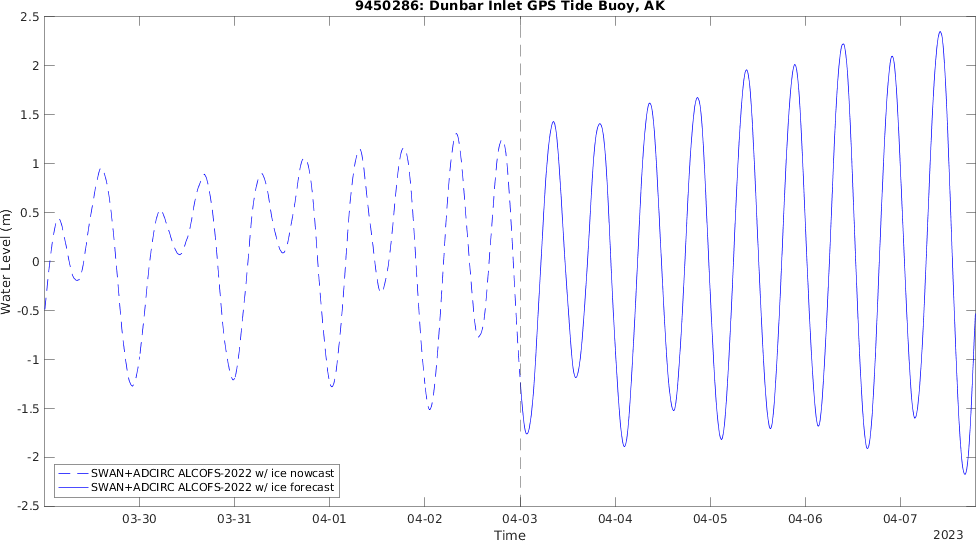 9450286: Dunbar Inlet GPS Tide Buoy, AK
2.5
2
1.5
1
0.5
0
-0.5
-1
-1.5
-2
-2.5
Water Level (m)
SWAN+ADCIRC ALCOFS-2022 w/ ice nowcast
SWAN+ADCIRC ALCOFS-2022 w/ ice forecast
03-30 03-31 04-01 04-02 04-03 04-04 04-05 04-06 04-07
Time
2023